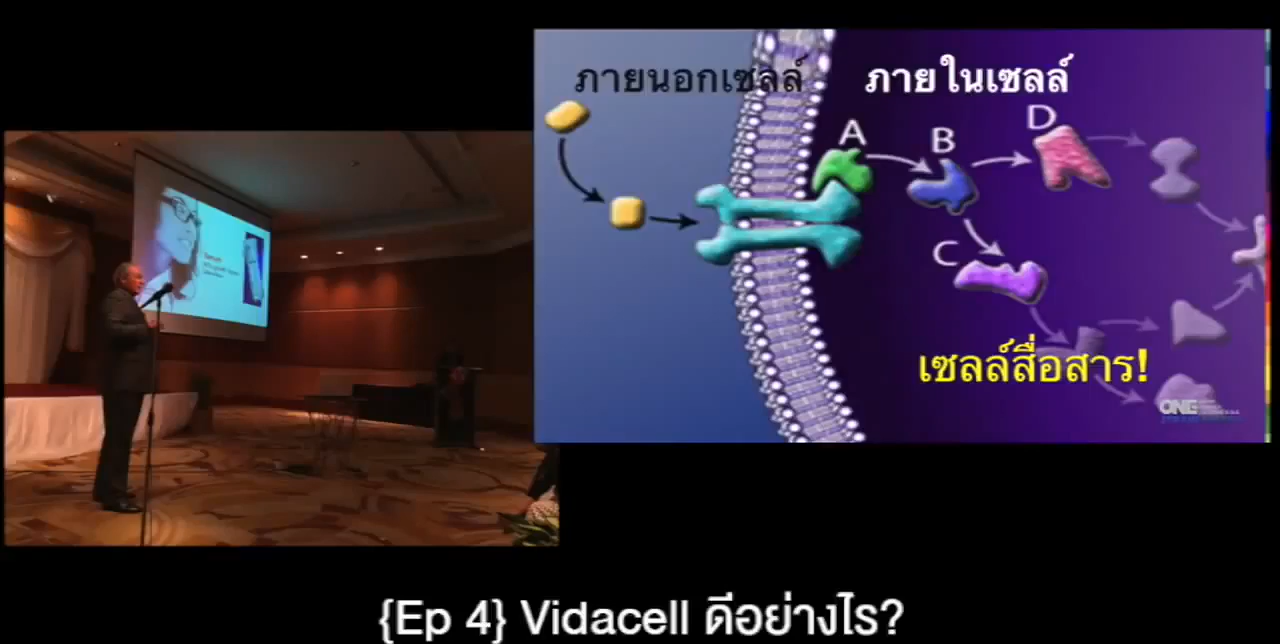 ภายนอกเซลล์ ภายในเซลล์
A
B
D
C
เซลล์สื่อสาร!
ONE
{Ep 4} Vidacell ดีอย่างไร?